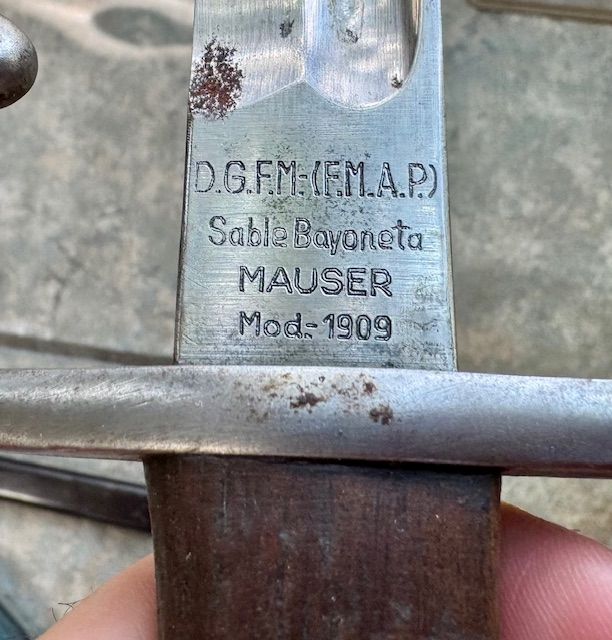 D.G.F.M.-(F.M.A.P.)
Sable Bayoneta
MAUSER
Mod.-1909